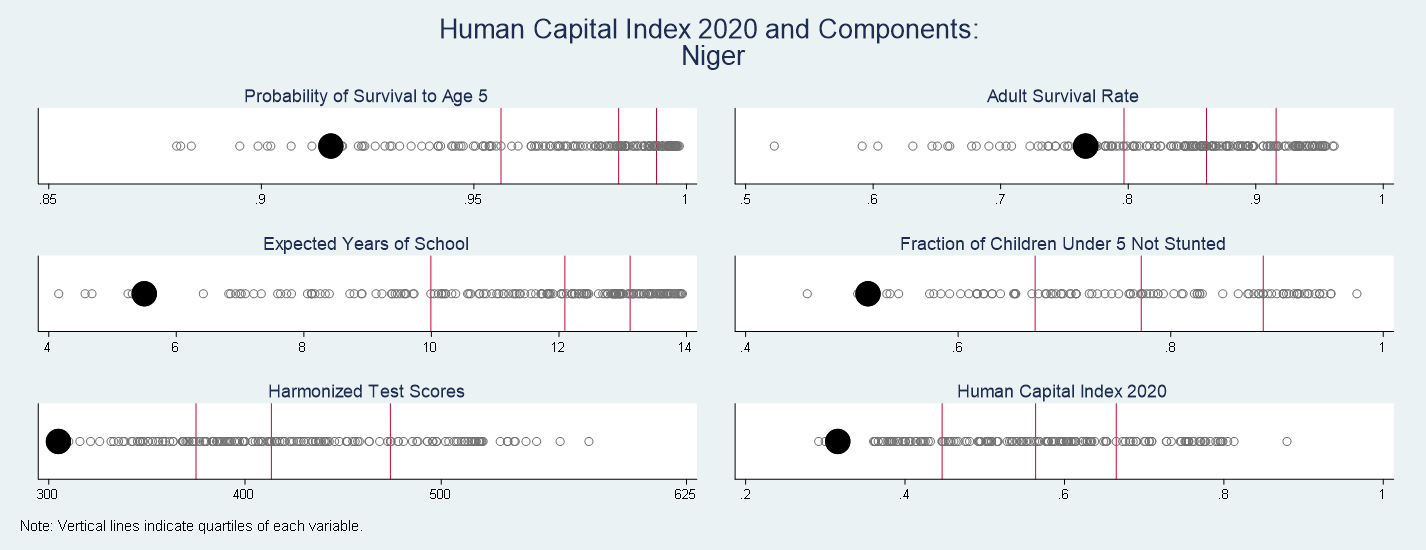 Human Capital Index 2020 and Components:
Niger
Probability of Survival to Age 5
.85 .9 .95 1
Adult Survival Rate
.5 .6 .7 .8 .9 1
Expected Years of School
4 6 8 10 12 14
Fraction of Children Under 5 Not Stunted
.4 .6 .8 1
Harmonized Test Scores
300 400 500 625
Human Capital Index 2020
.2 .4 .6 .8 1
Note: Vertical lines indicate quartiles of each variable.